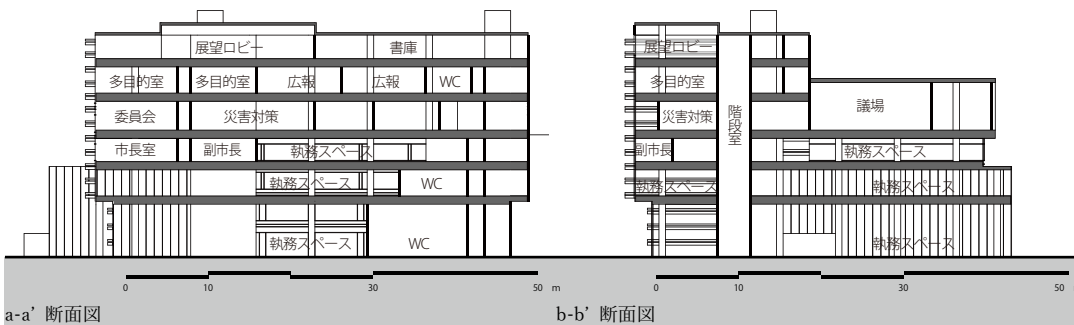 展望ロビー 書庫
多目的室 多目的室 広報 広報 WC
委員会 災害対策
市長室 副市長 執務スペース
執務スペース WC
執務スペース WC
0 10 30 50 m
a-a’ 断面図
展望ロビー
多目的室
災害対策 階段室 議場
副市長 執務スペース
執務スペース 執務スペース
執務スペース
0 10 30 50
b-b’ 断面図